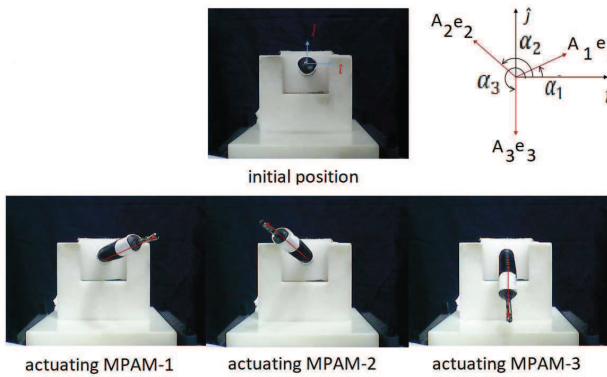 ĵ
A₂e₂
α₂
A₁e
α₃
α₁
A₃e₃
initial position
actuating MPAM-1
actuating MPAM-2
actuating MPAM-3